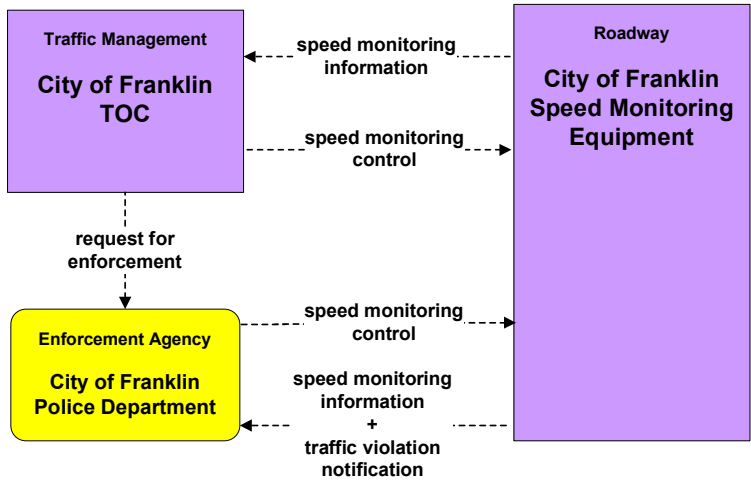 Traffic Management
City of Franklin
TOC
speed monitoring
information
speed monitoring
control
Roadway
City of Franklin
Speed Monitoring
Equipment
request for
enforcement
Enforcement Agency
City of Franklin
Police Department
speed monitoring
control
speed monitoring
information
+
traffic violation
notification